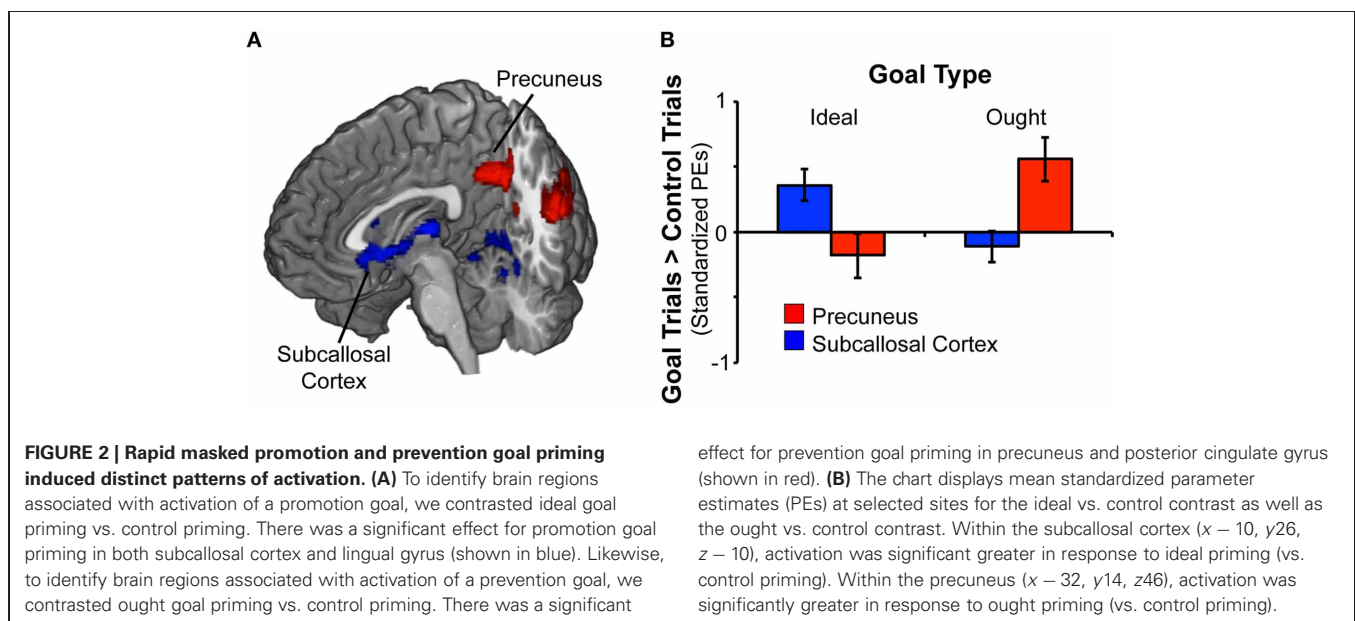 A
Precuneus
Subcallosal
Cortex
B
Goal Type
Goal Trials > Control Trials
(Standardized PEs)
1
0
-1
Ideal
Ought
Precuneus
Subcallosal Cortex
FIGURE 2 | Rapid masked promotion and prevention goal priming
induced distinct patterns of activation. (A) To identify brain regions
associated with activation of a promotion goal, we contrasted ideal goal
priming vs. control priming. There was a significant effect for promotion goal
priming in both subcallosal cortex and lingual gyrus (shown in blue). Likewise,
to identify brain regions associated with activation of a prevention goal, we
contrasted ought goal priming vs. control priming. There was a significant
effect for prevention goal priming in precuneus and posterior cingulate gyrus
(shown in red). (B) The chart displays mean standardized parameter
estimates (PEs) at selected sites for the ideal vs. control contrast as well as
the ought vs. control contrast. Within the subcallosal cortex (x − 10, y26,
z − 10), activation was significant greater in response to ideal priming (vs.
control priming). Within the precuneus (x − 32, y14, z46), activation was
significantly greater in response to ought priming (vs. control priming).